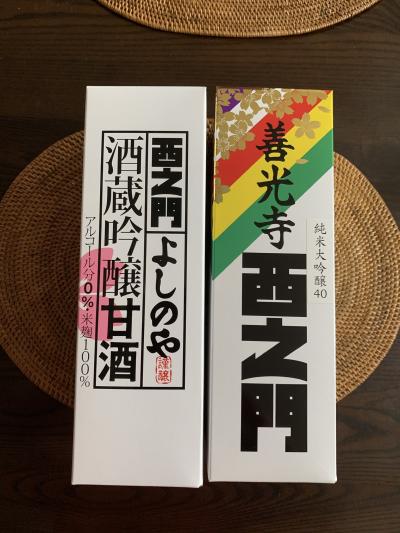 西之門
よしのや
謹醸
酒蔵吟醸甘酒
アルコール分0%・米麹100%
純米大吟醸40
善光寺
西之門